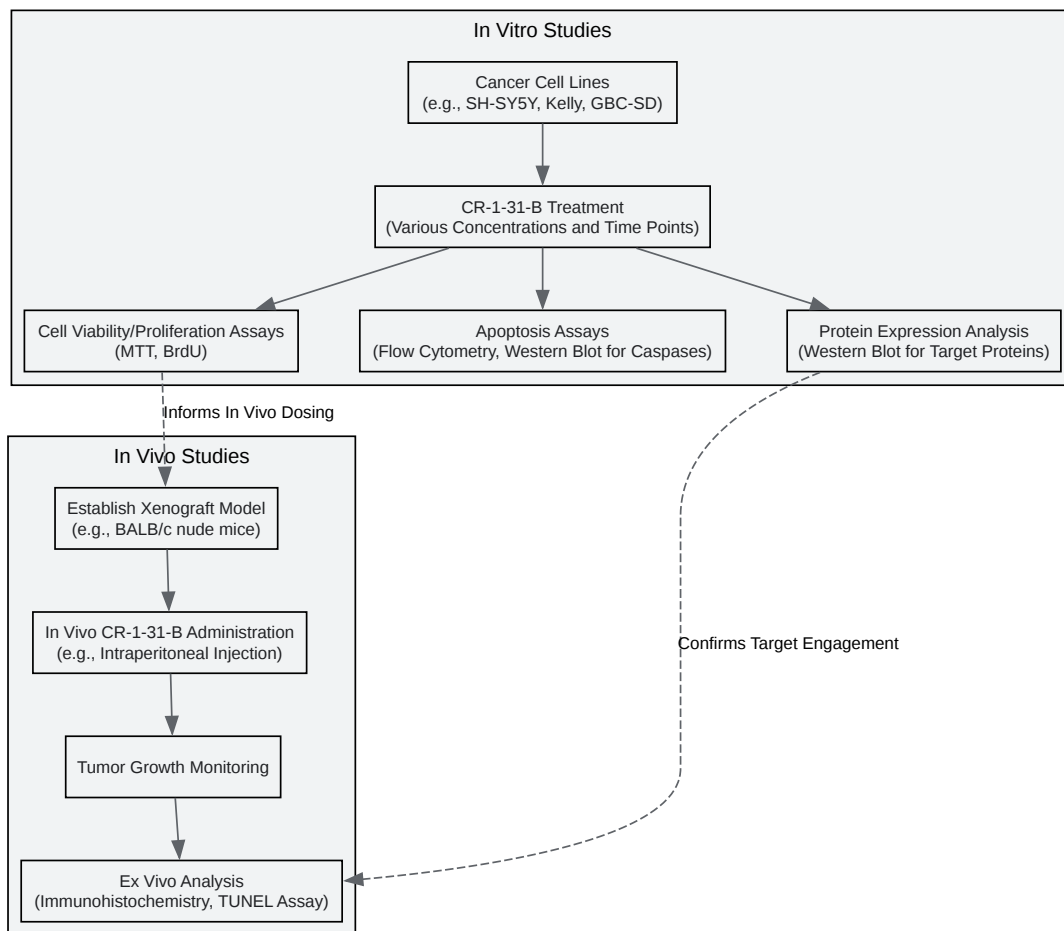 In Vitro Studies
Cancer Cell Lines
(e.g., SH-SY5Y, Kelly, GBC-SD)
CR-1-31-B Treatment
(Various Concentrations and Time Points)
Cell Viability/Proliferation Assays
(MTT, BrdU)
Apoptosis Assays
(Flow Cytometry, Western Blot for Caspases)
Protein Expression Analysis
(Western Blot for Target Proteins)
Informs In Vivo Dosing
In Vivo Studies
Establish Xenograft Model
(e.g., BALB/c nude mice)
In Vivo CR-1-31-B Administration
(e.g., Intraperitoneal Injection)
Confirms Target Engagement
Tumor Growth Monitoring
Ex Vivo Analysis
(Immunohistochemistry, TUNEL Assay)